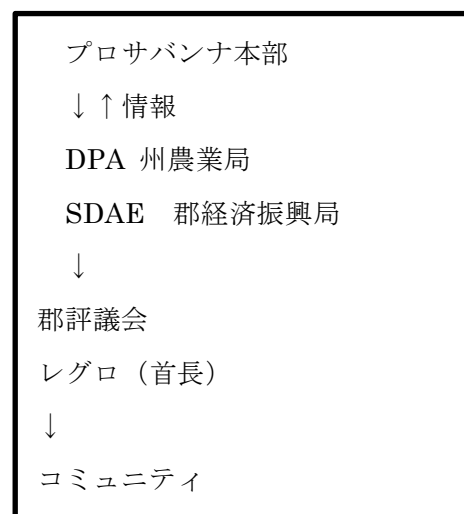 プロサバンナ本部
↓↑情報
DPA 州農業局
SDAE　郡経済振興局
↓
郡評議会
レグロ（首長）
↓
コミュニティ